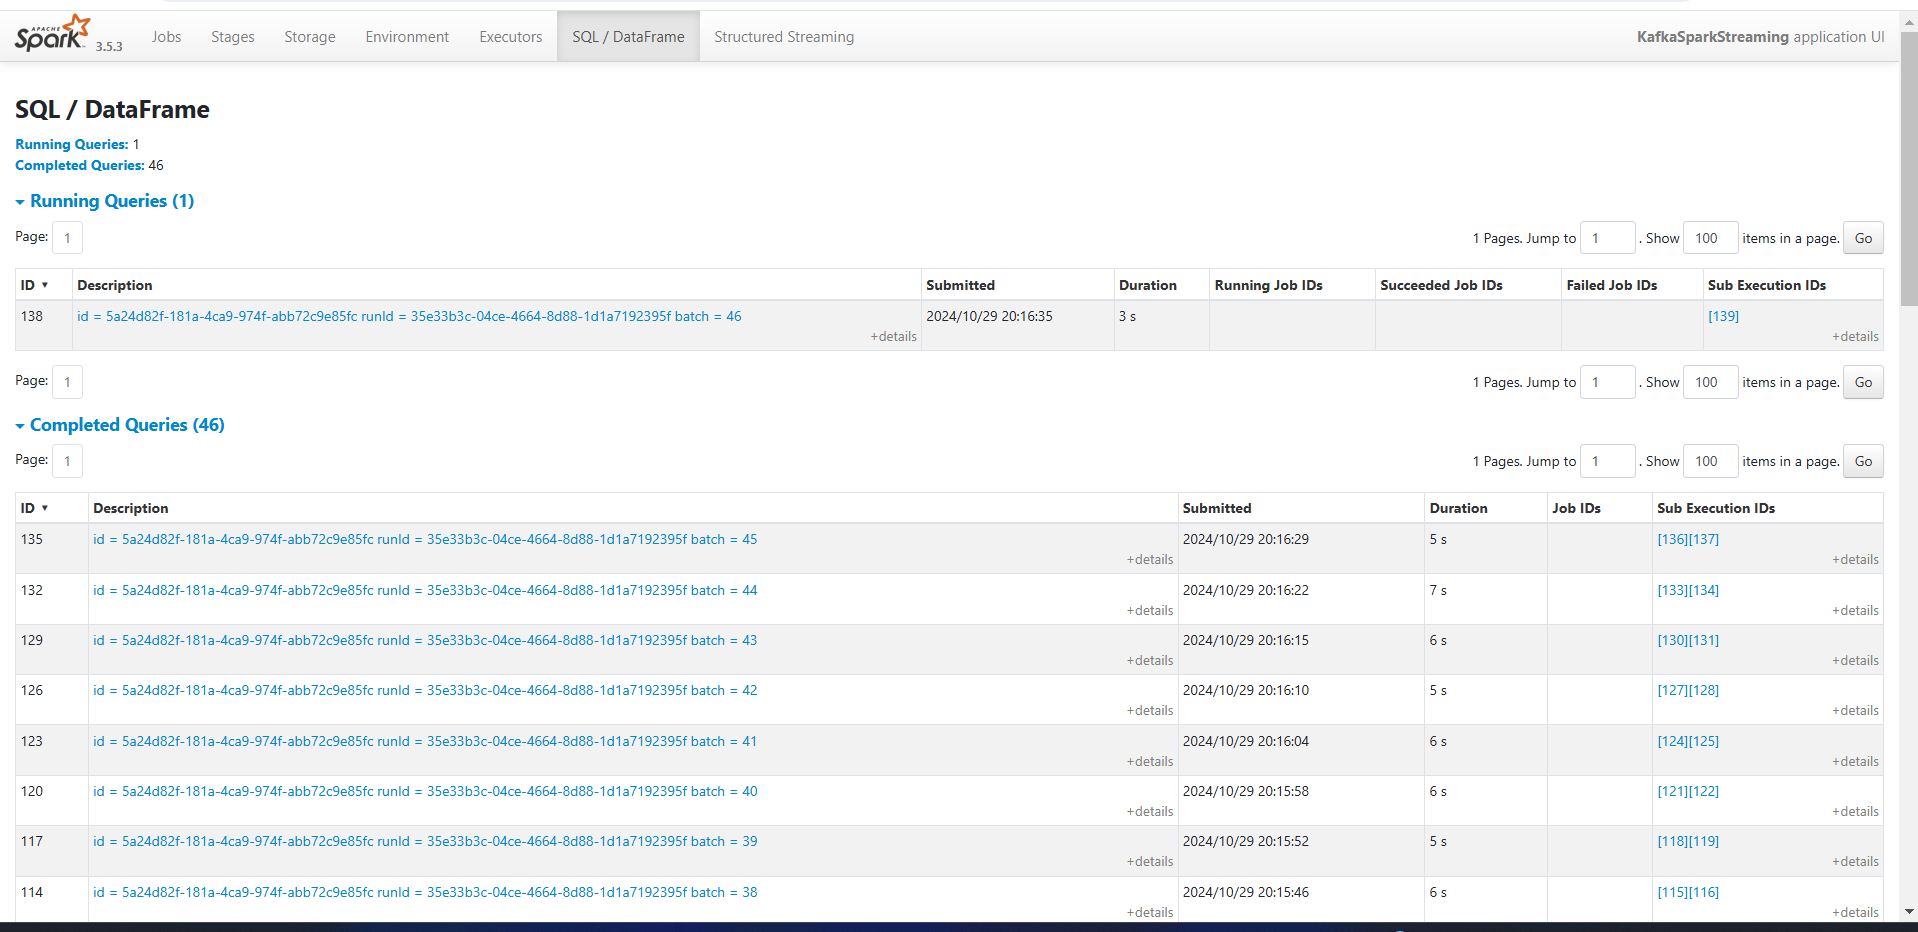 APACHE Spark 3.5.3 Jobs Stages Storage Environment Executors SQL / DataFrame Structured Streaming KafkaSparkStreaming application UI
SQL / DataFrame
Running Queries: 1
Completed Queries: 46
Running Queries (1)
Page: 1 1 Pages. Jump to 1 . Show 100 items in a page. Go
ID ▾ Description Submitted Duration Running Job IDs Succeeded Job IDs Failed Job IDs Sub Execution IDs
138 id = 5a24d82f-181a-4ca9-974f-abb72c9e85fc runId = 35e33b3c-04ce-4664-8d88-1d1a7192395f batch = 46 2024/10/29 20:16:35 3 s [139]
+details +details
Page: 1 1 Pages. Jump to 1 . Show 100 items in a page. Go
Completed Queries (46)
Page: 1 1 Pages. Jump to 1 . Show 100 items in a page. Go
ID ▾ Description Submitted Duration Job IDs Sub Execution IDs
135 id = 5a24d82f-181a-4ca9-974f-abb72c9e85fc runId = 35e33b3c-04ce-4664-8d88-1d1a7192395f batch = 45 2024/10/29 20:16:29 5 s [136][137]
+details +details
132 id = 5a24d82f-181a-4ca9-974f-abb72c9e85fc runId = 35e33b3c-04ce-4664-8d88-1d1a7192395f batch = 44 2024/10/29 20:16:22 7 s [133][134]
+details +details
129 id = 5a24d82f-181a-4ca9-974f-abb72c9e85fc runId = 35e33b3c-04ce-4664-8d88-1d1a7192395f batch = 43 2024/10/29 20:16:15 6 s [130][131]
+details +details
126 id = 5a24d82f-181a-4ca9-974f-abb72c9e85fc runId = 35e33b3c-04ce-4664-8d88-1d1a7192395f batch = 42 2024/10/29 20:16:10 5 s [127][128]
+details +details
123 id = 5a24d82f-181a-4ca9-974f-abb72c9e85fc runId = 35e33b3c-04ce-4664-8d88-1d1a7192395f batch = 41 2024/10/29 20:16:04 6 s [124][125]
+details +details
120 id = 5a24d82f-181a-4ca9-974f-abb72c9e85fc runId = 35e33b3c-04ce-4664-8d88-1d1a7192395f batch = 40 2024/10/29 20:15:58 6 s [121][122]
+details +details
117 id = 5a24d82f-181a-4ca9-974f-abb72c9e85fc runId = 35e33b3c-04ce-4664-8d88-1d1a7192395f batch = 39 2024/10/29 20:15:52 5 s [118][119]
+details +details
114 id = 5a24d82f-181a-4ca9-974f-abb72c9e85fc runId = 35e33b3c-04ce-4664-8d88-1d1a7192395f batch = 38 2024/10/29 20:15:46 6 s [115][116]
+details +details